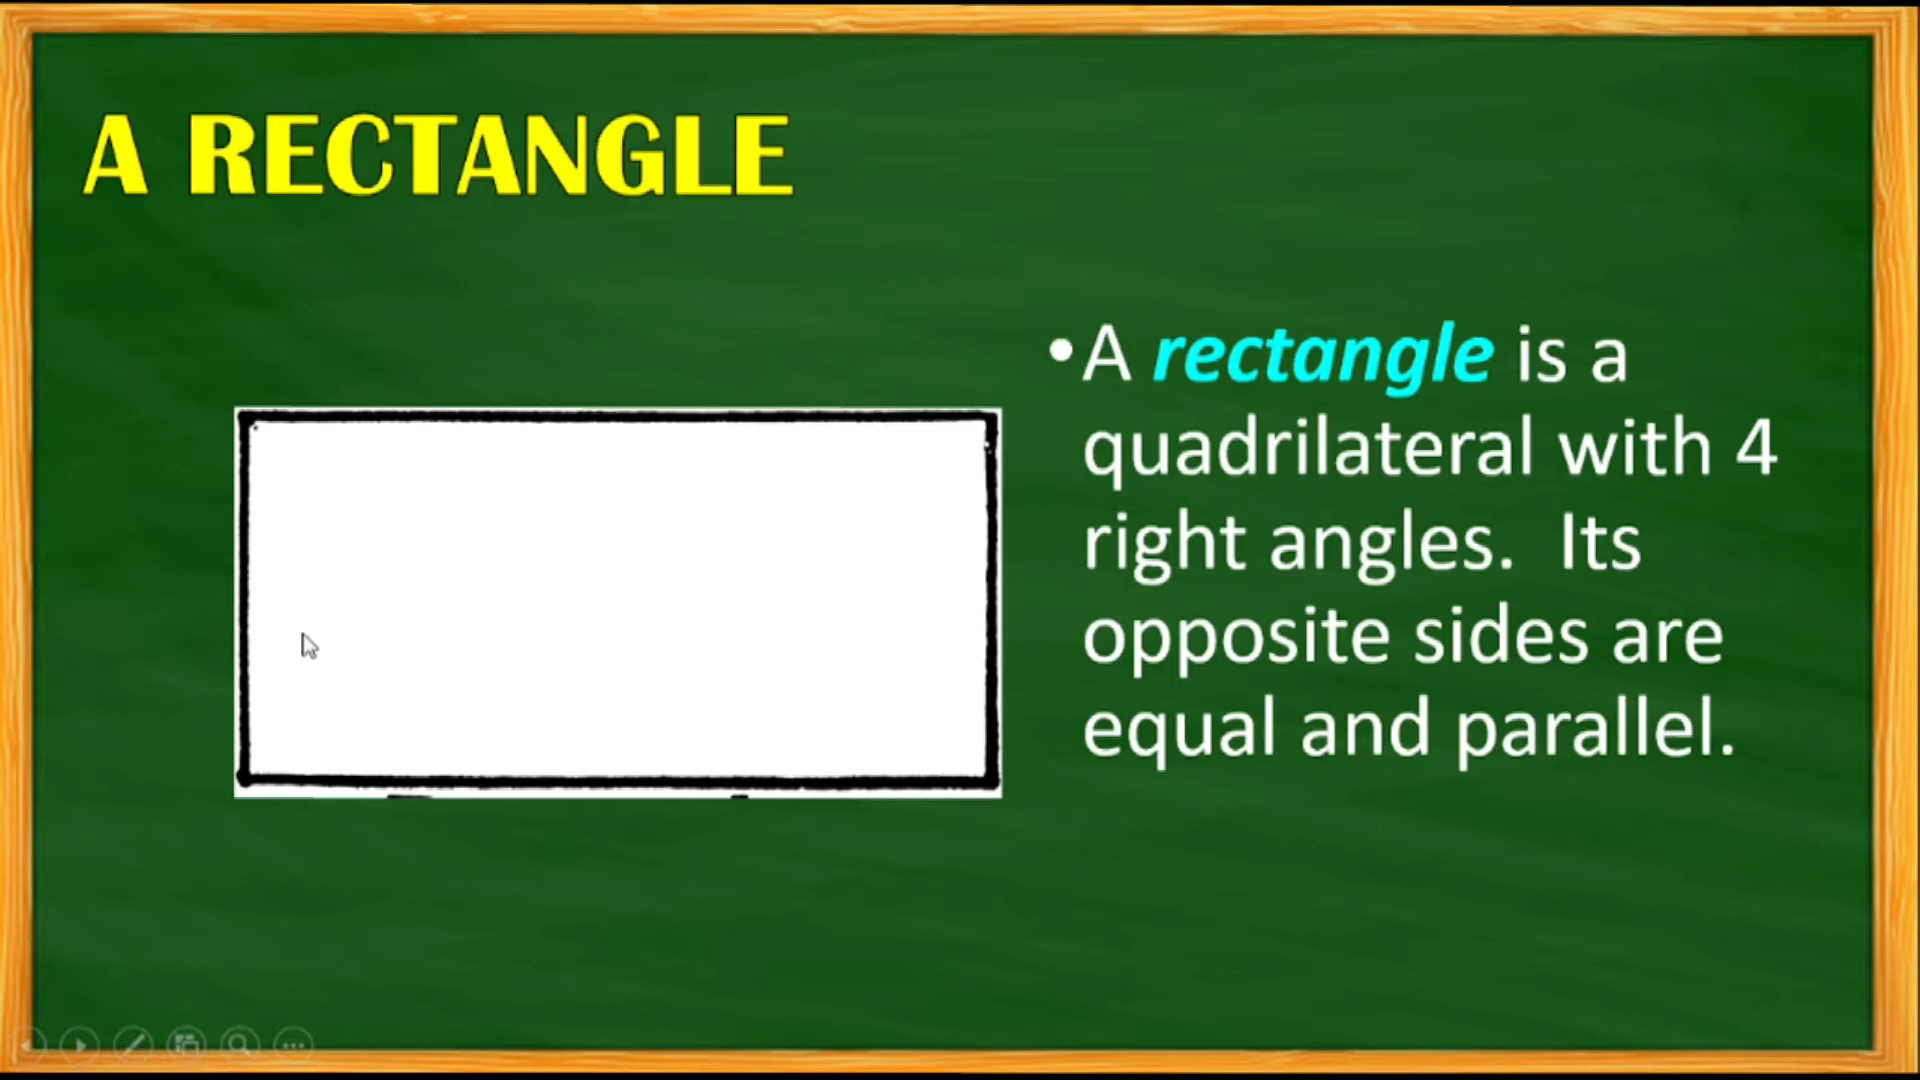 A RECTANGLE
•A rectangle is a
quadrilateral with 4
right angles.  Its
opposite sides are
equal and parallel.